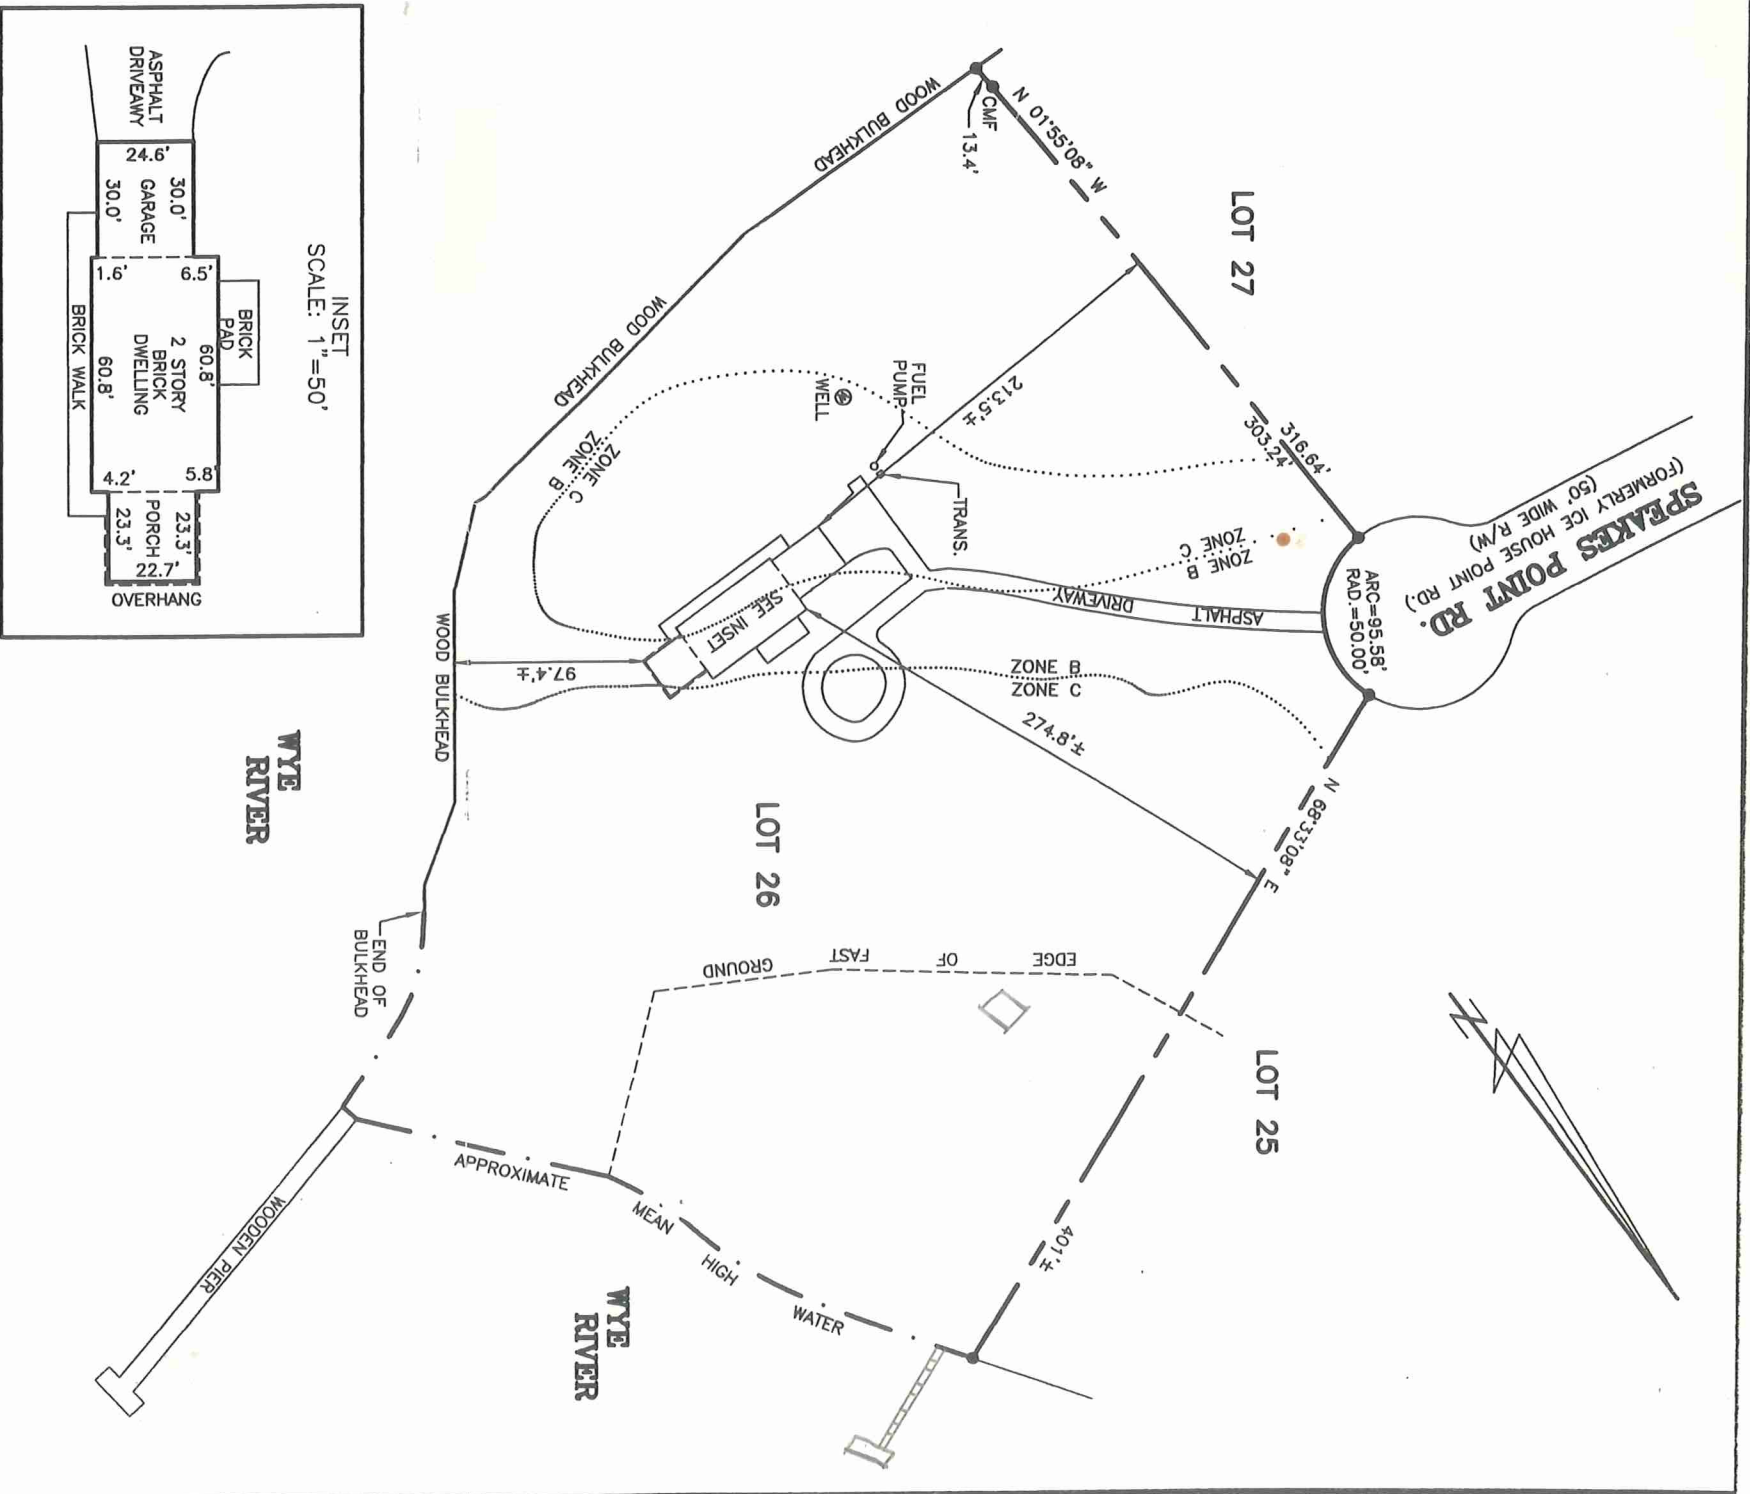 SPEAKES POINT RD.
(FORMERLY ICE HOUSE POINT RD.)
(50' WIDE R/W)
ARC=95.58'
RAD.=50.00'
LOT 27
N 01°55'08" W
316.64'
303.24'
CMF
13.4'
213.5'±
FUEL
PUMP
WELL
TRANS.
ZONE C
ZONE B
ZONE B
ZONE C
ASPHALT DRIVEWAY
ZONE B
ZONE C
SEE INSET
274.8'±
97.4'±
WOOD BULKHEAD
WOOD BULKHEAD
WOOD BULKHEAD
N 68°33'08" E
401'±
LOT 26
LOT 25
EDGE OF FAST GROUND
END OF
BULKHEAD
WYE
RIVER
APPROXIMATE MEAN HIGH WATER
WOODEN PIER
WYE
RIVER
INSET
SCALE: 1"=50'
ASPHALT
DRIVEAWY
24.6'
30.0'
GARAGE
30.0'
6.5'
1.6'
BRICK
PAD
60.8'
2 STORY
BRICK
DWELLING
60.8'
BRICK WALK
5.8'
4.2'
23.3'
PORCH
23.3'
22.7'
OVERHANG